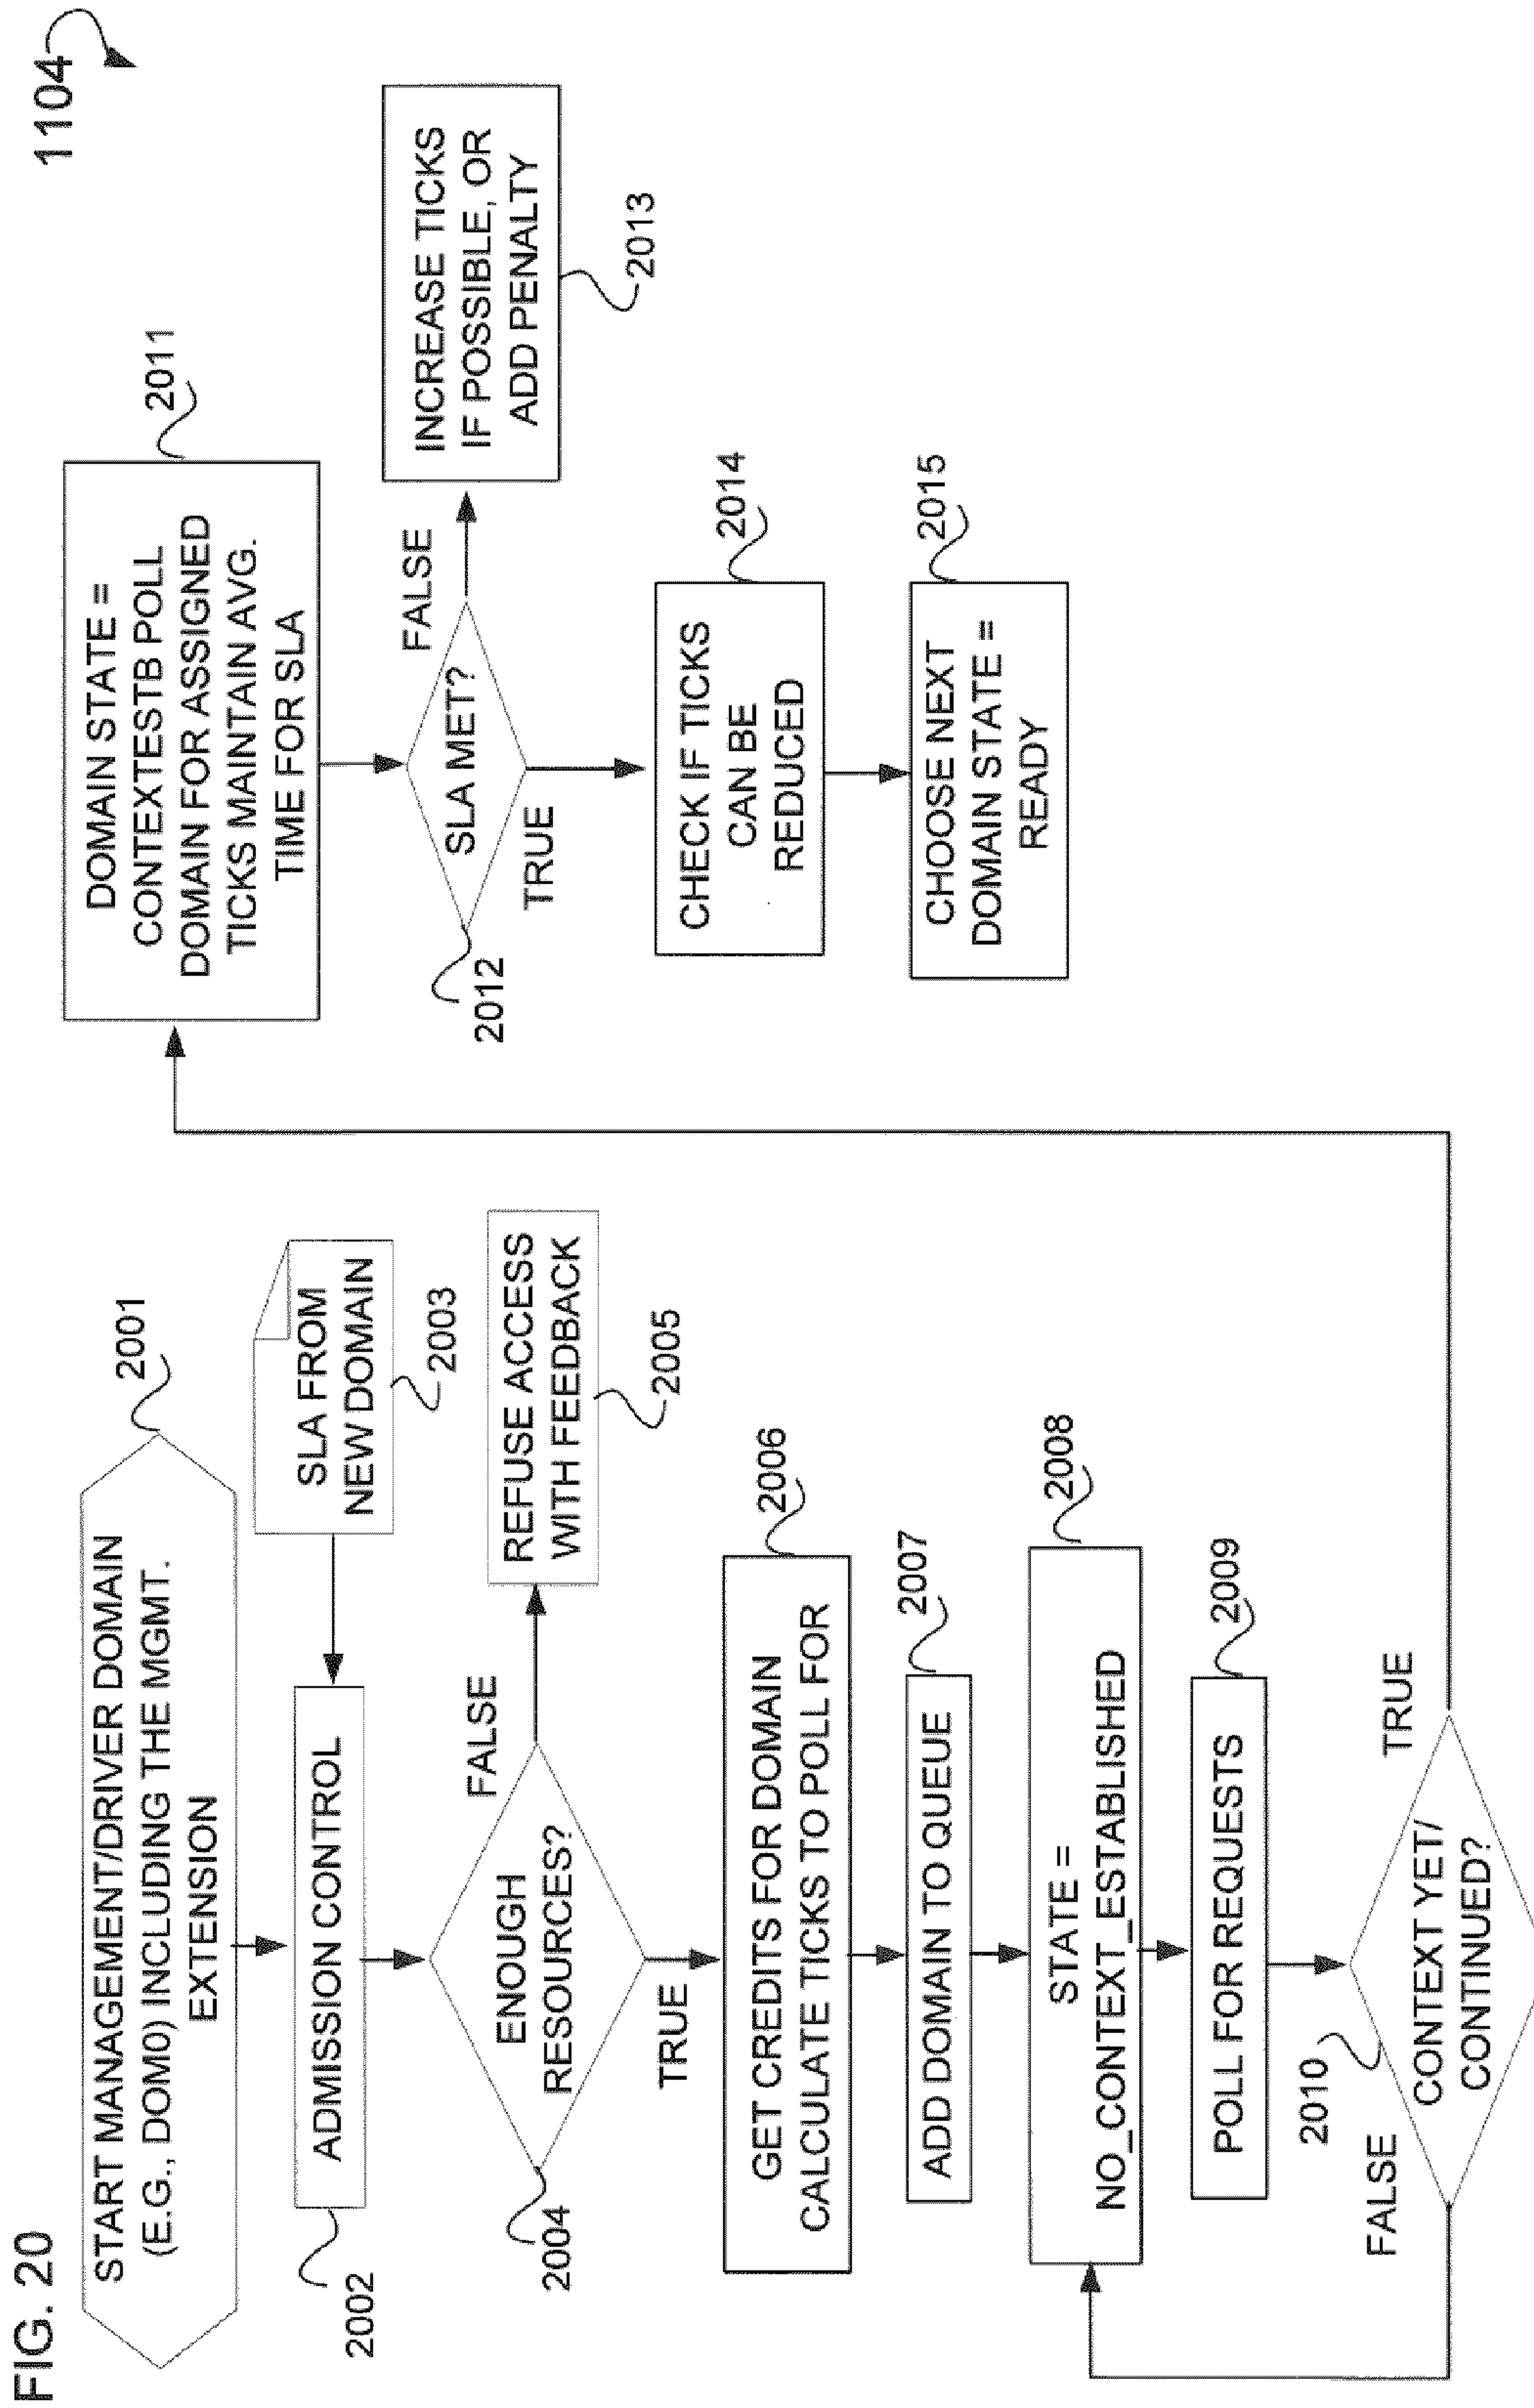 FIG. 20
1104
START MANAGEMENT/DRIVER DOMAIN
(E.G., DOM0) INCLUDING THE MGMT.
EXTENSION
2001
ADMISSION CONTROL
2002
SLA FROM
NEW DOMAIN
2003
ENOUGH
RESOURCES?
2004
FALSE
REFUSE ACCESS
WITH FEEDBACK
2005
TRUE
GET CREDITS FOR DOMAIN
CALCULATE TICKS TO POLL FOR
2006
ADD DOMAIN TO QUEUE
2007
STATE =
NO_CONTEXT_ESTABLISHED
2008
POLL FOR REQUESTS
2009
CONTEXT YET/
CONTINUED?
2010
FALSE
TRUE
DOMAIN STATE =
CONTEXTESTB POLL
DOMAIN FOR ASSIGNED
TICKS MAINTAIN AVG.
TIME FOR SLA
2011
SLA MET?
2012
FALSE
INCREASE TICKS
IF POSSIBLE, OR
ADD PENALTY
2013
TRUE
CHECK IF TICKS
CAN BE
REDUCED
2014
CHOOSE NEXT
DOMAIN STATE =
READY
2015